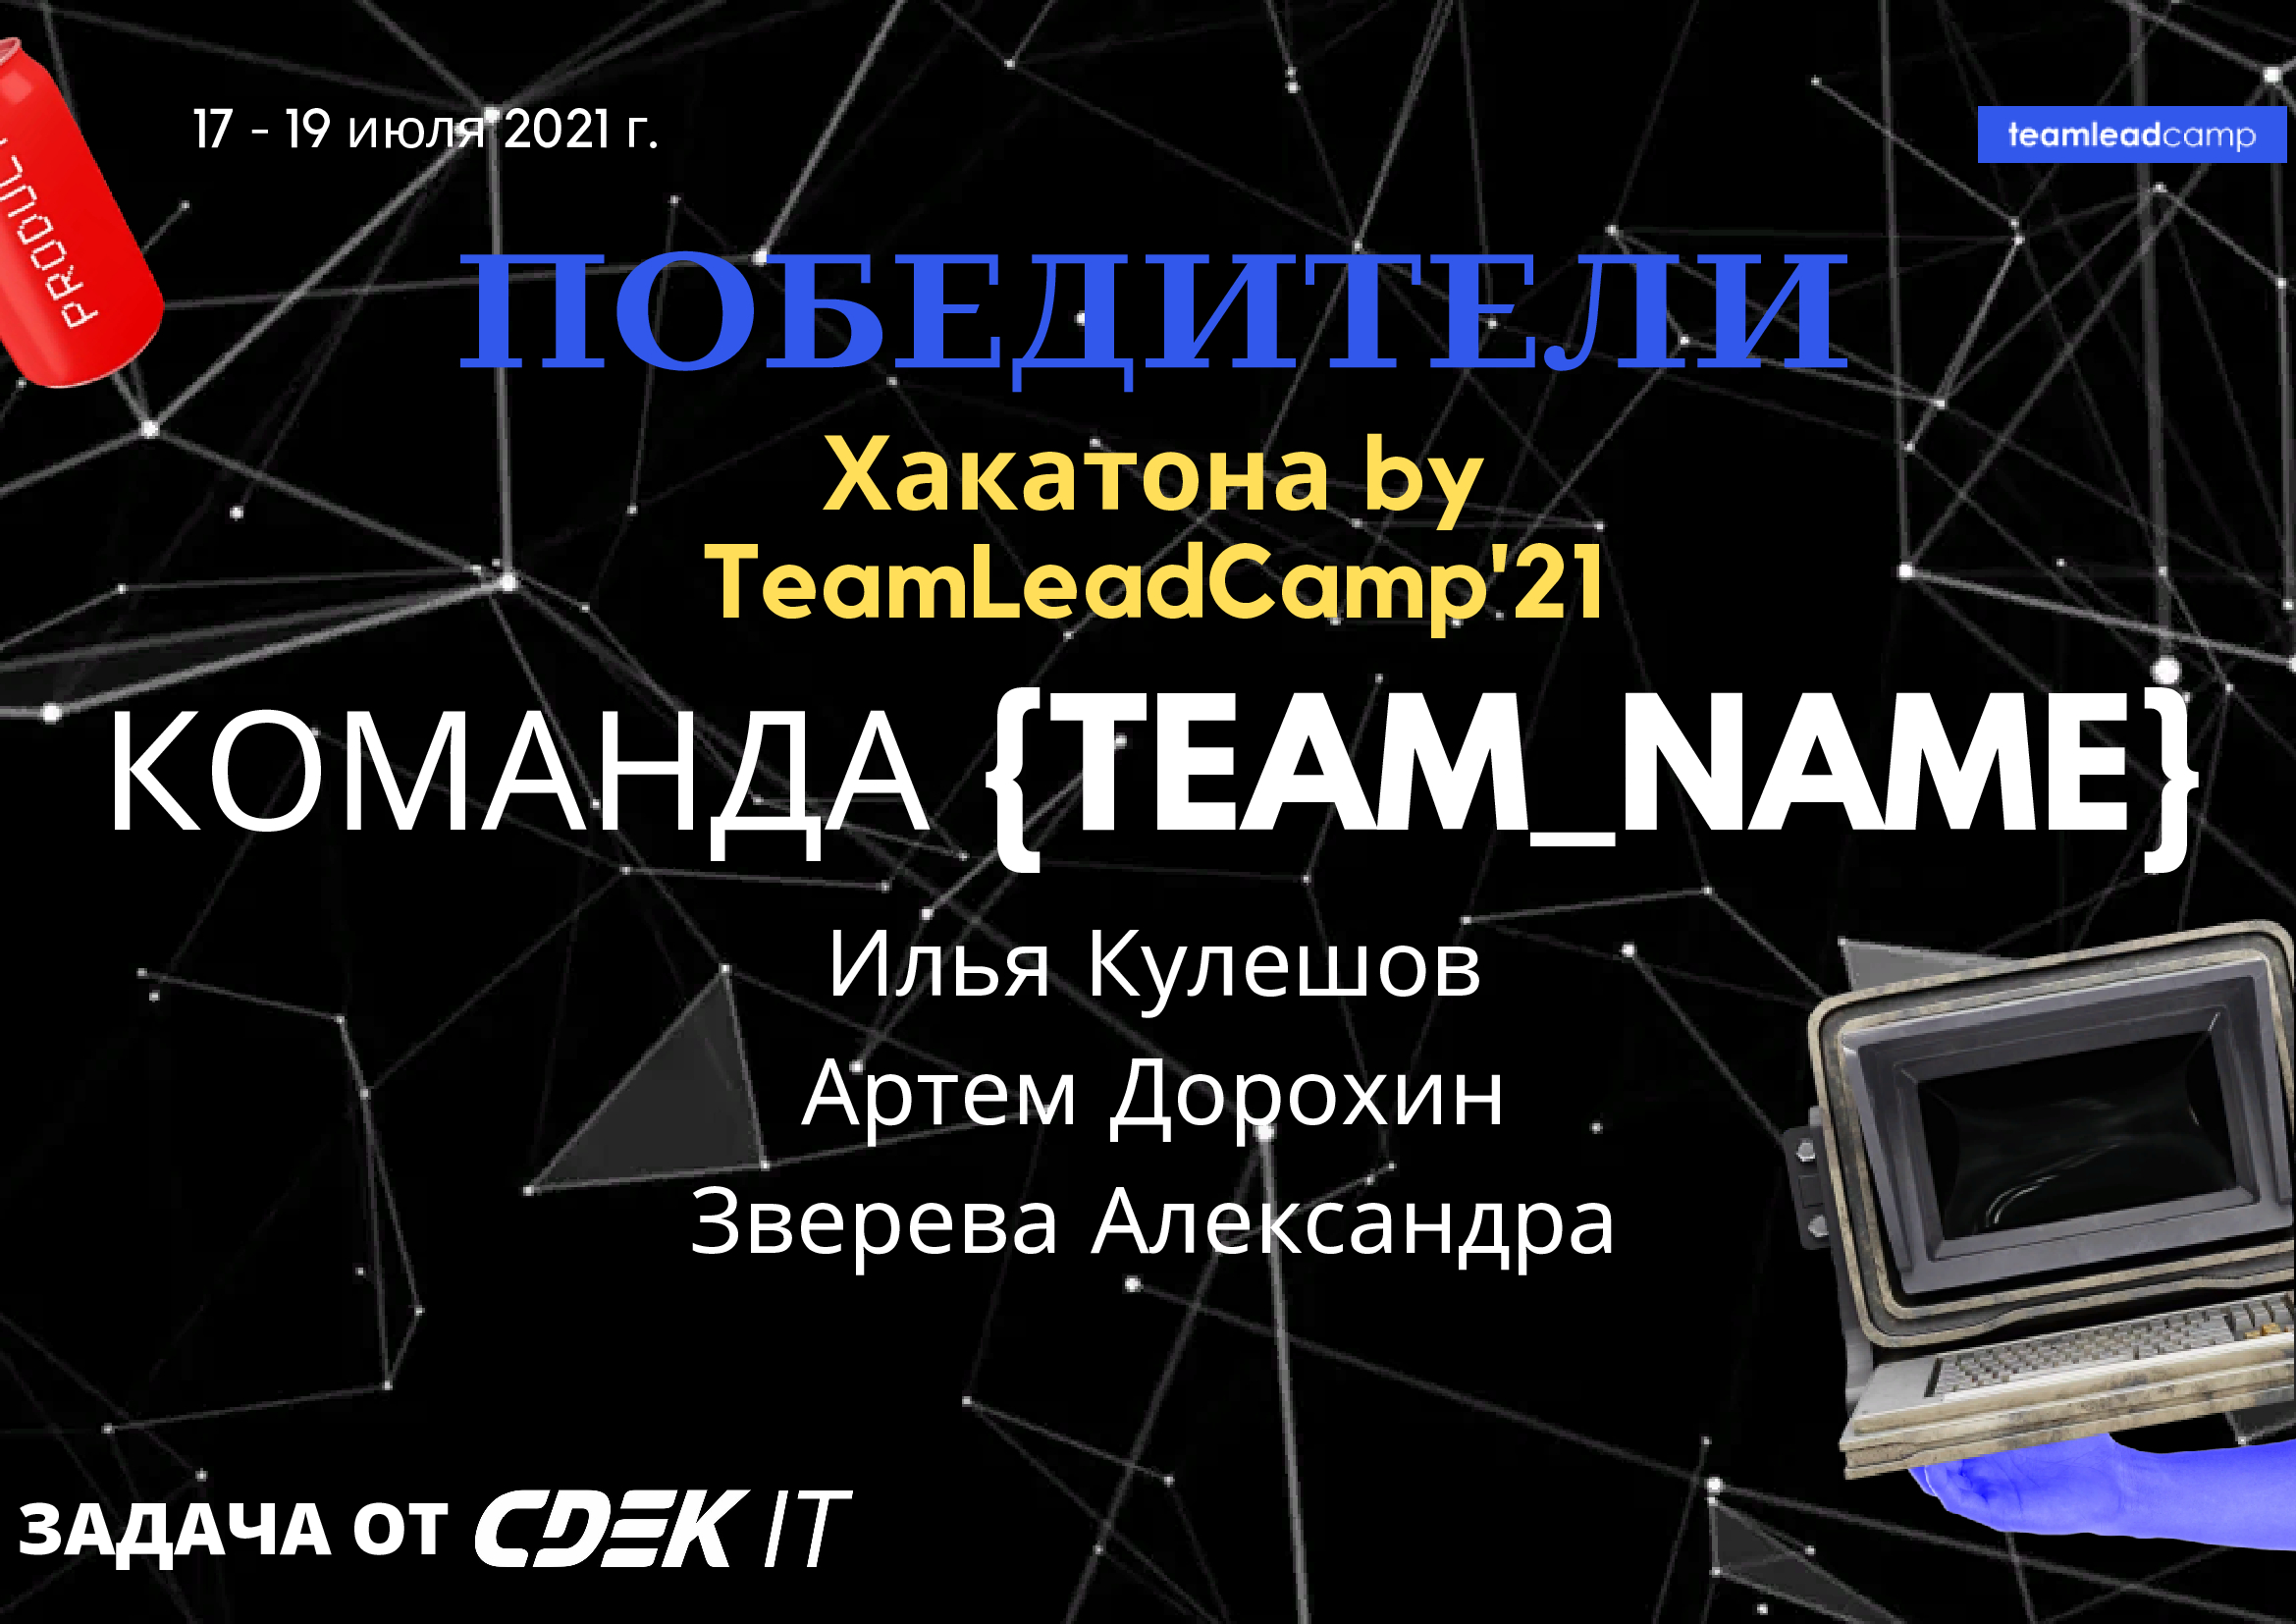 17 - 19 июля 2021 г.
teamleadcamp
PRODUCT
ПОБЕДИТЕЛИ
Хакатона by
TeamLeadCamp'21
КОМАНДА {TEAM_NAME}
Илья Кулешов
Артем Дорохин
Зверева Александра
ЗАДАЧА ОТ CDEK IT